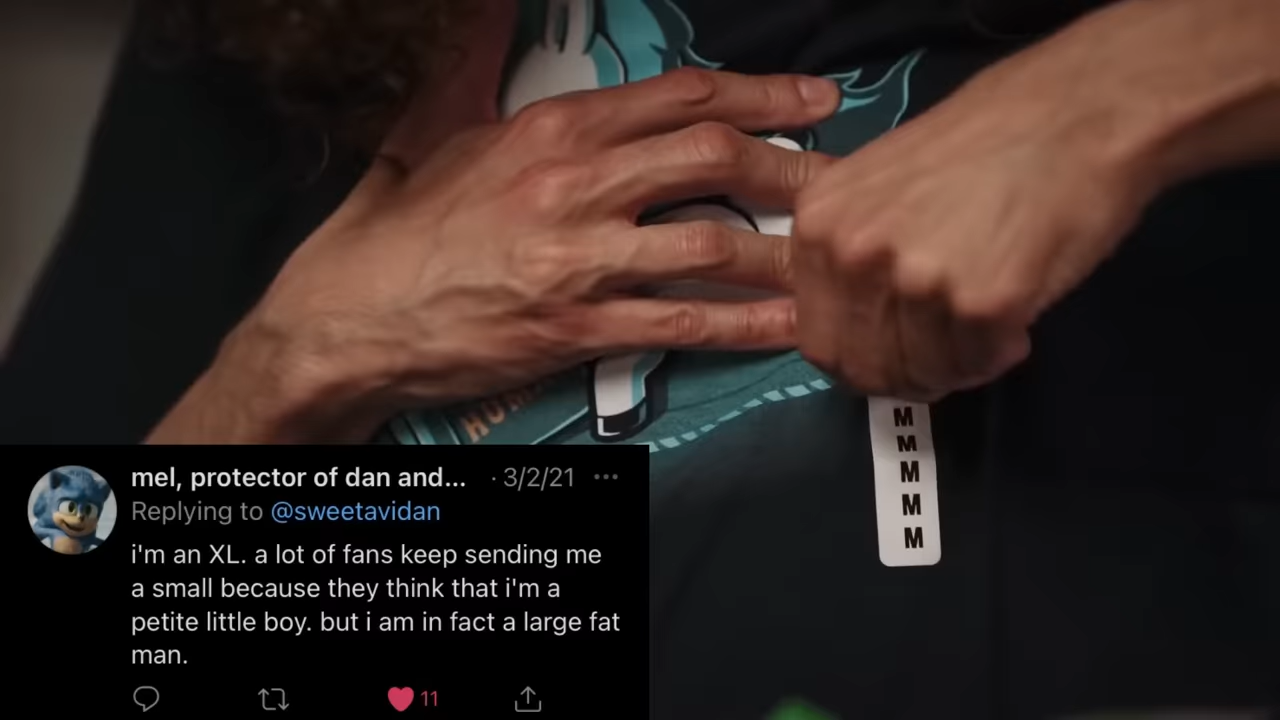 M
M
M
M
M
mel, protector of dan and... · 3/2/21
Replying to @sweetavidan
i'm an XL. a lot of fans keep sending me
a small because they think that i'm a
petite little boy. but i am in fact a large fat
man.
11